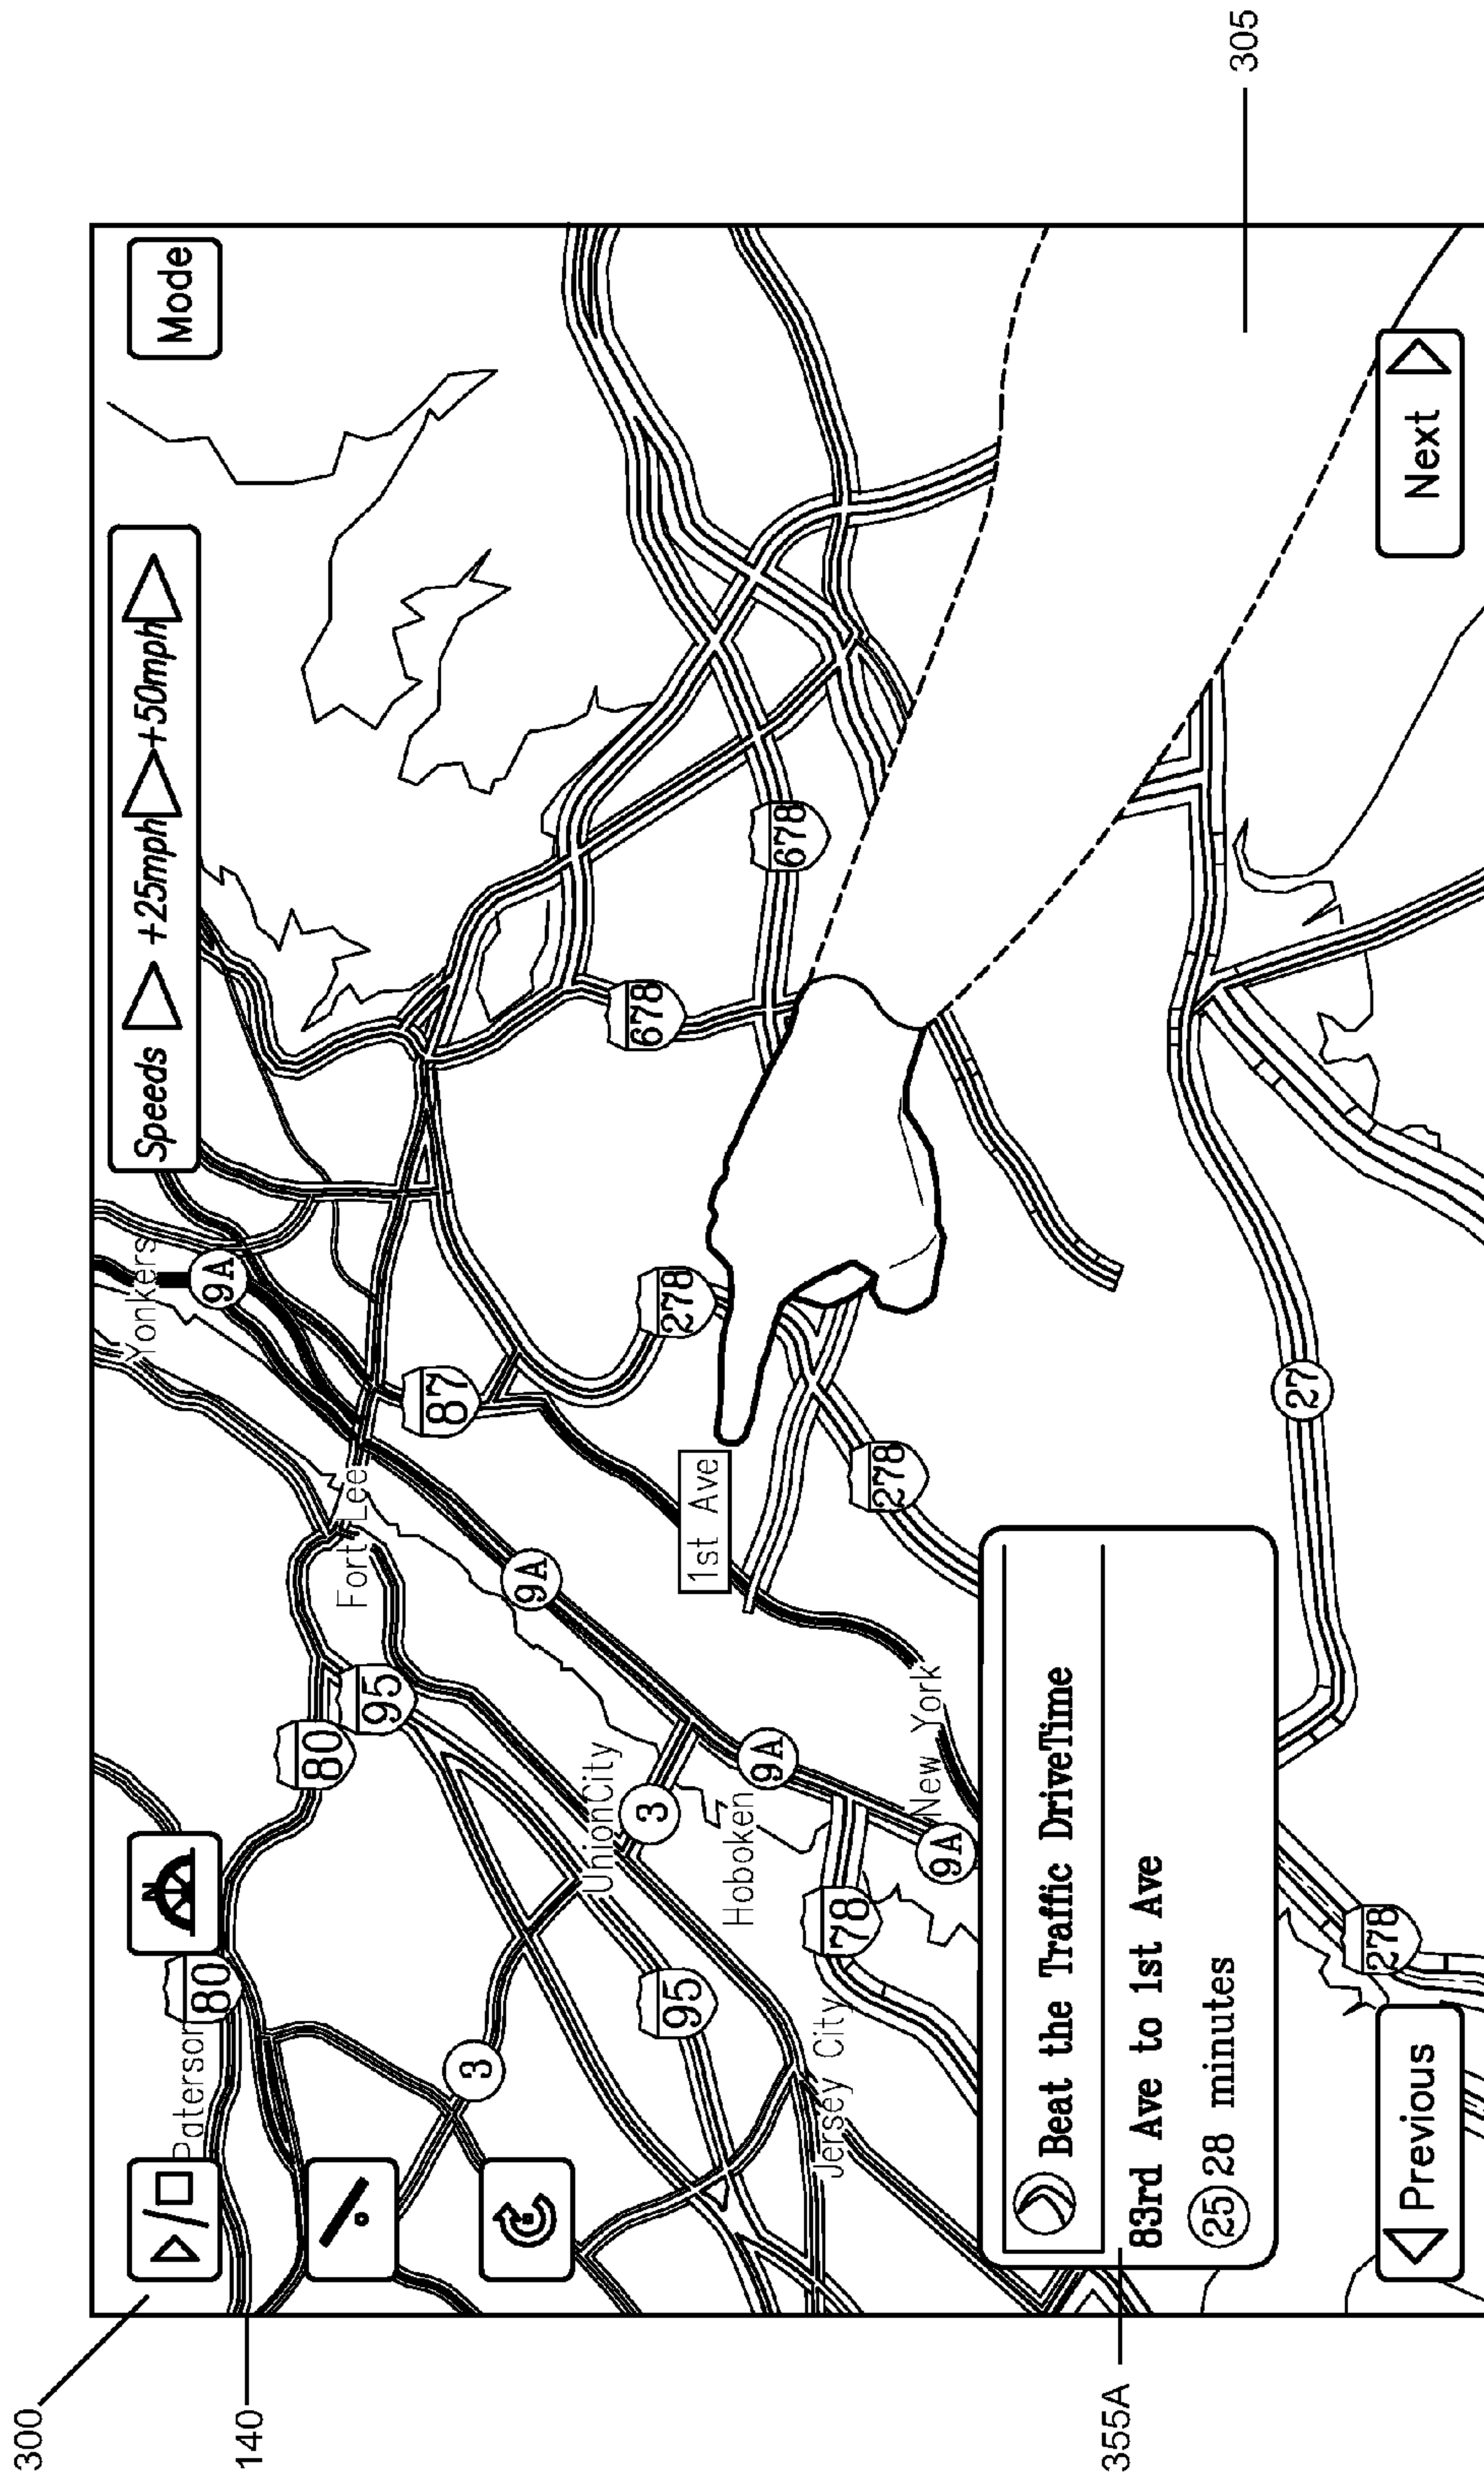 300
140
355A
305
Speeds +25mph +50mph
Mode
N
Paterson
80
80
95
Yonkers
9A
Fort Lee
87
3
9A
95
Union City
3
278
678
678
1st Ave
Hoboken
9A
Jersey City
78
278
New York
9A
Beat the Traffic DriveTime
83rd Ave to 1st Ave
25 28 minutes
27
278
Previous
Next